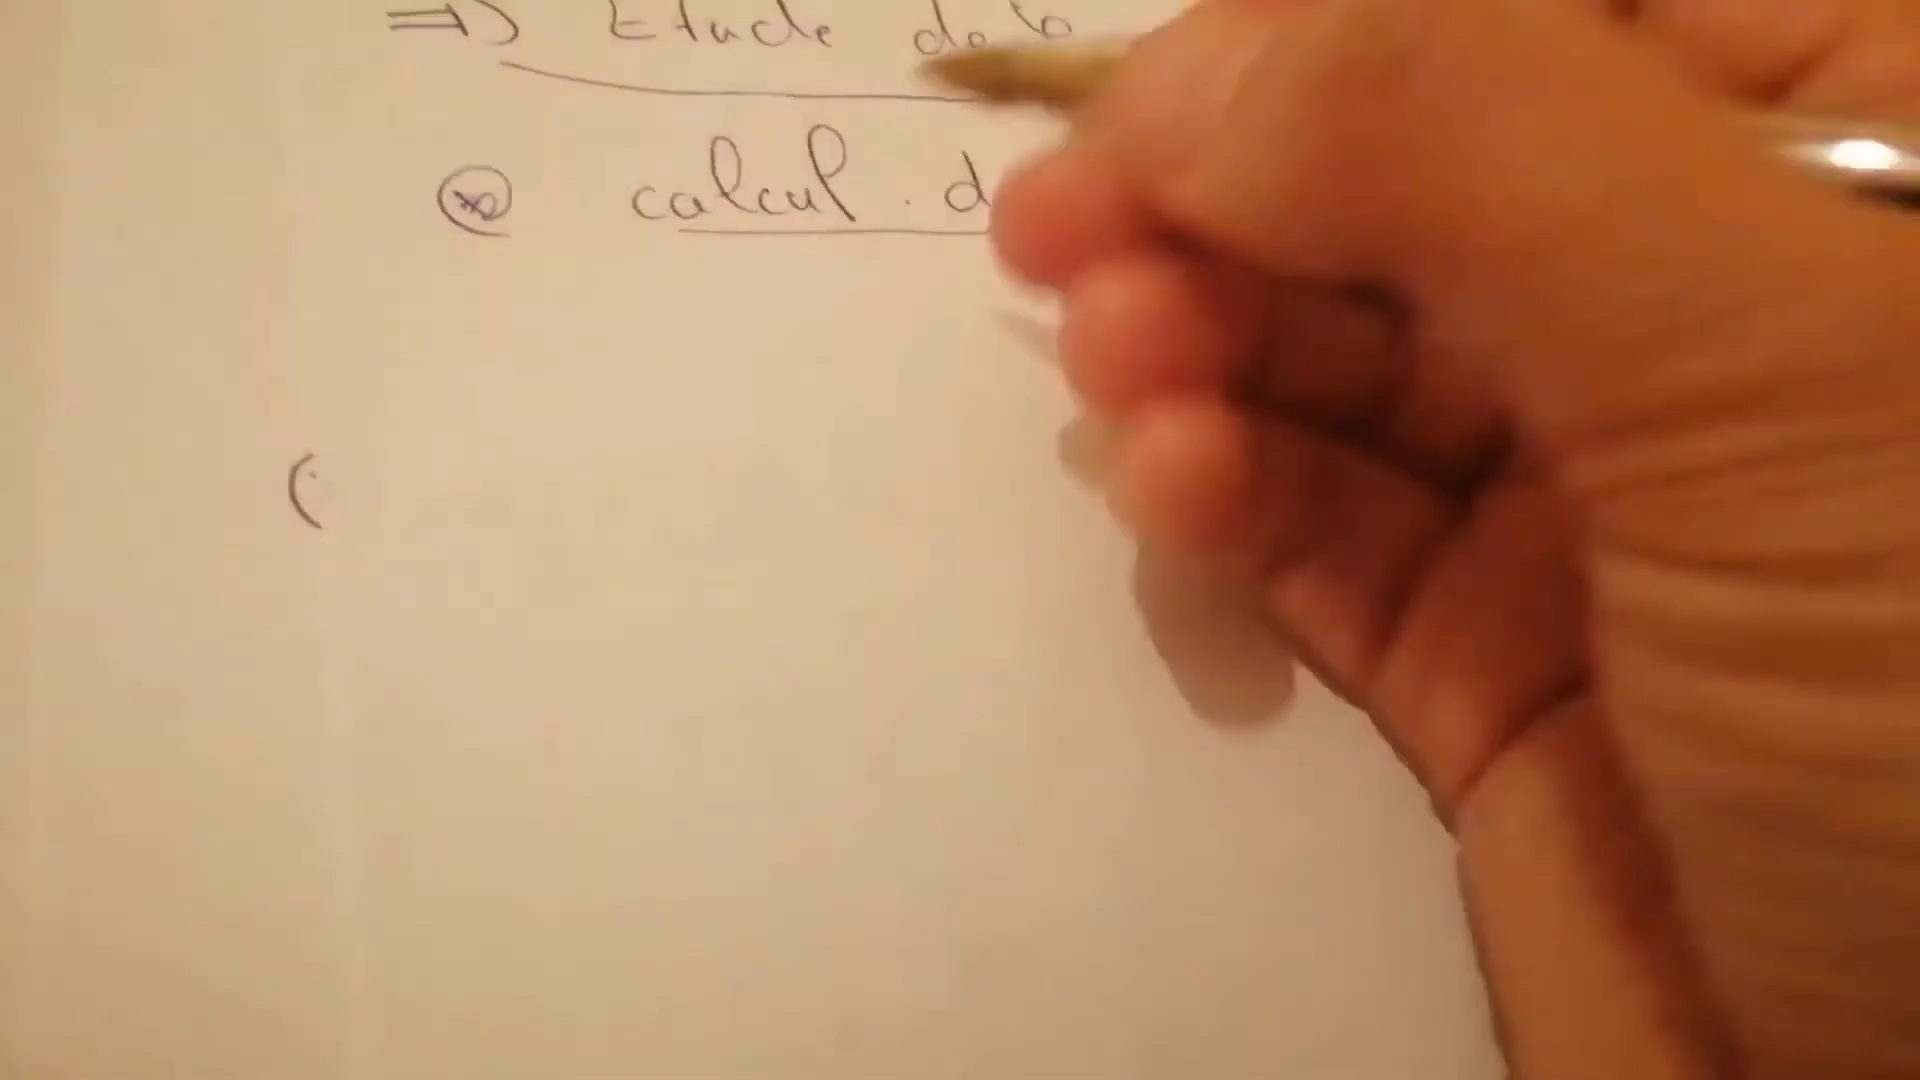 ⇒) Etude de la
⊛ calcul . d
(